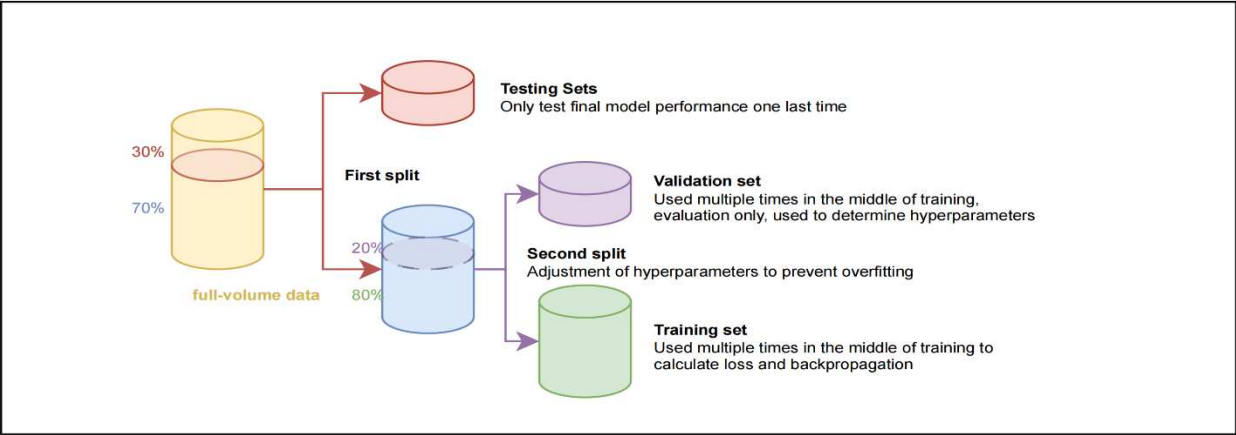 Testing Sets
Only test final model performance one last time
30%
First split
70%
Validation set
Used multiple times in the middle of training,
evaluation only, used to determine hyperparameters
20%
Second split
Adjustment of hyperparameters to prevent overfitting
full-volume data
80%
Training set
Used multiple times in the middle of training to
calculate loss and backpropagation